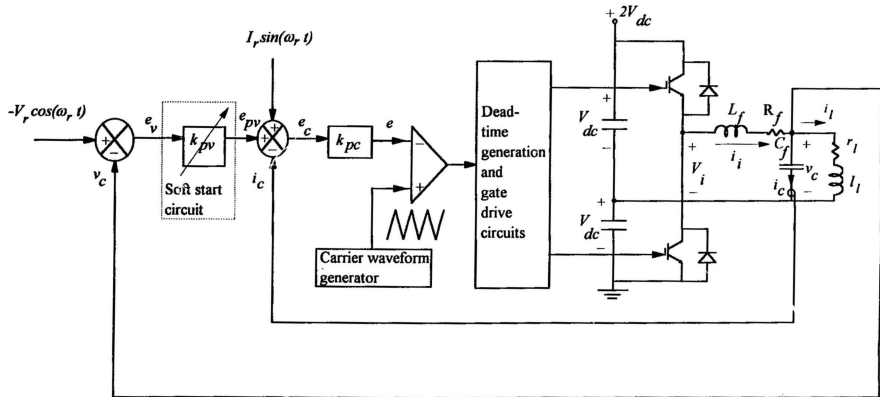 2V_dc
I_r sin(ω_r t)
-V_r cos(ω_r t)
+
-
v_c
e_v
k_pv
Soft start
circuit
e_pv
+
+
-
i_c
e_c
k_pc
e
-
+
Carrier waveform
generator
Dead-
time
generation
and
gate
drive
circuits
+
V_dc
-
+
V_dc
-
+
V_i
-
L_f
R_f
i_i
C_f
i_c
+
v_c
-
i_l
r_l
l_l